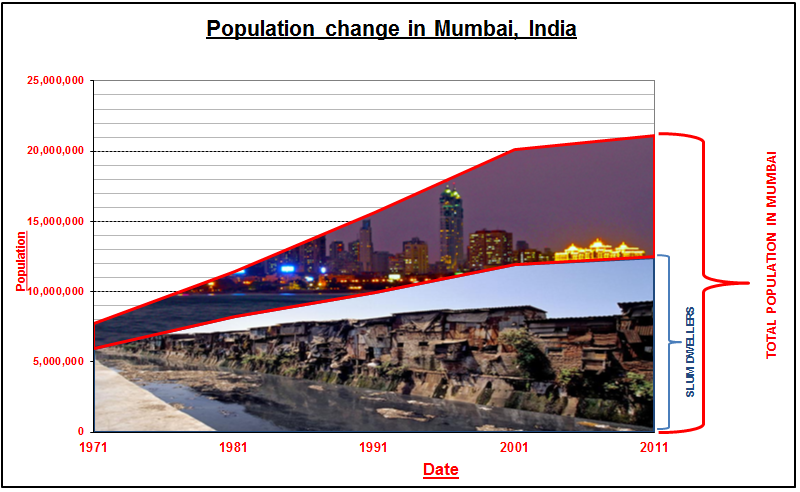 Population change in Mumbai, India
25,000,000
20,000,000
15,000,000
10,000,000
5,000,000
0
Population
1971
1981
1991
2001
2011
Date
SLUM DWELLERS
TOTAL POPULATION IN MUMBAI